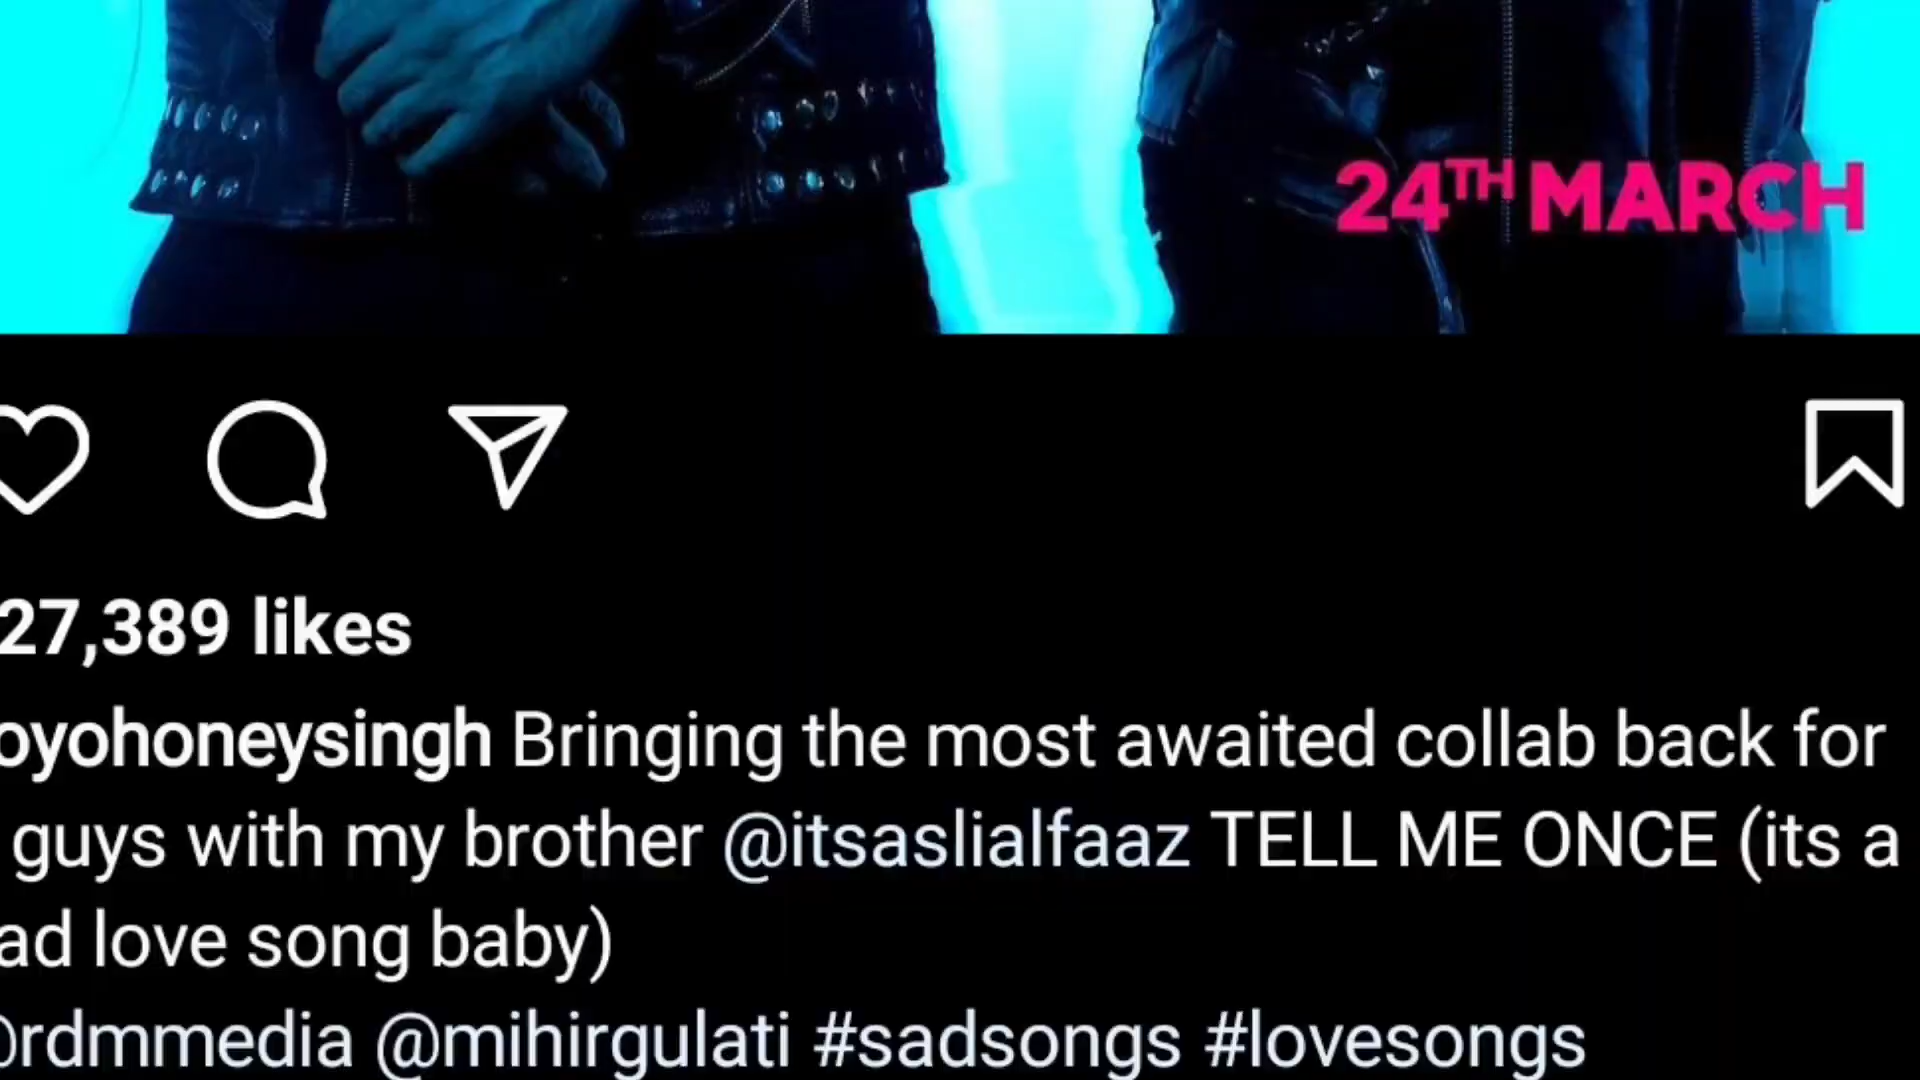 24TH MARCH
27,389 likes
oyohoneysingh Bringing the most awaited collab back for
guys with my brother @itsaslialfaaz TELL ME ONCE (its a
ad love song baby)
@rdmmedia @mihirgulati #sadsongs #lovesongs